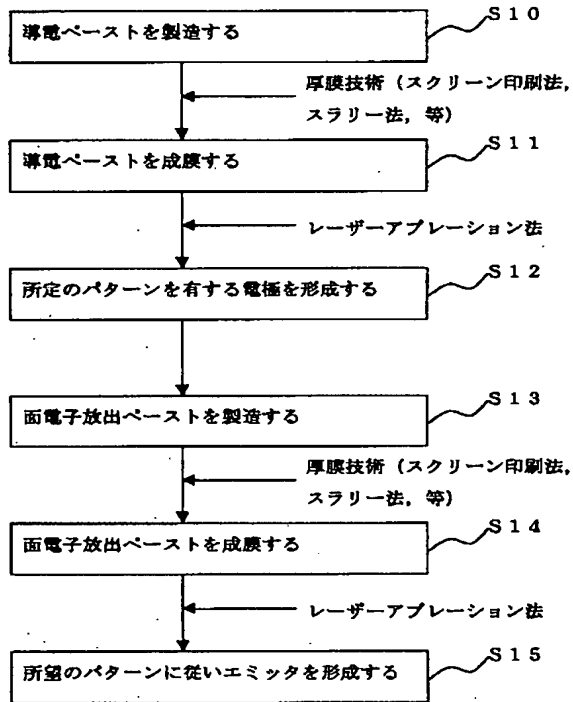 導電ペーストを製造する
S10
厚膜技術(スクリーン印刷法,
スラリー法, 等)
導電ペーストを成膜する
S11
レーザーアブレーション法
所定のパターンを有する電極を形成する
S12
面電子放出ペーストを製造する
S13
厚膜技術(スクリーン印刷法,
スラリー法, 等)
面電子放出ペーストを成膜する
S14
レーザーアブレーション法
所望のパターンに従いエミッタを形成する
S15